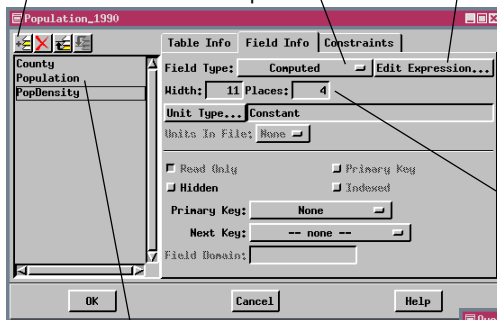 Population_1990
Table Info Field Info Constraints
County
Population
PopDensity
Field Type: Computed Edit Expression...
Width: 11 Places: 4
Unit Type... Constant
Units In File: None
Read Only Primary Key
Hidden Indexed
Primary Key: None
Next Key: -- none --
Field Domain:
OK Cancel Help